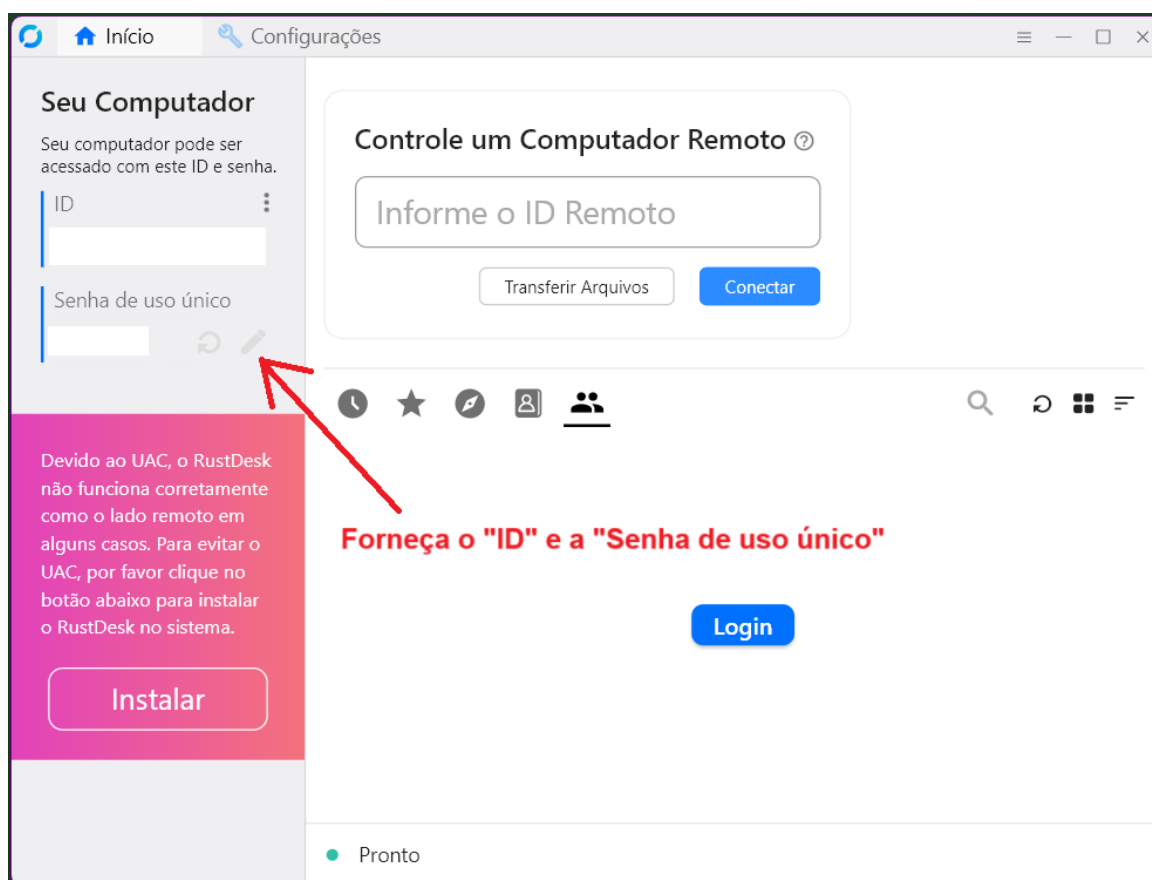 Início
Configurações
Seu Computador
Seu computador pode ser
acessado com este ID e senha.
ID
Senha de uso único
Devido ao UAC, o RustDesk
não funciona corretamente
como o lado remoto em
alguns casos. Para evitar o
UAC, por favor clique no
botão abaixo para instalar
o RustDesk no sistema.
Instalar
Controle um Computador Remoto
Informe o ID Remoto
Transferir Arquivos
Conectar
Forneça o "ID" e a "Senha de uso único"
Login
Pronto